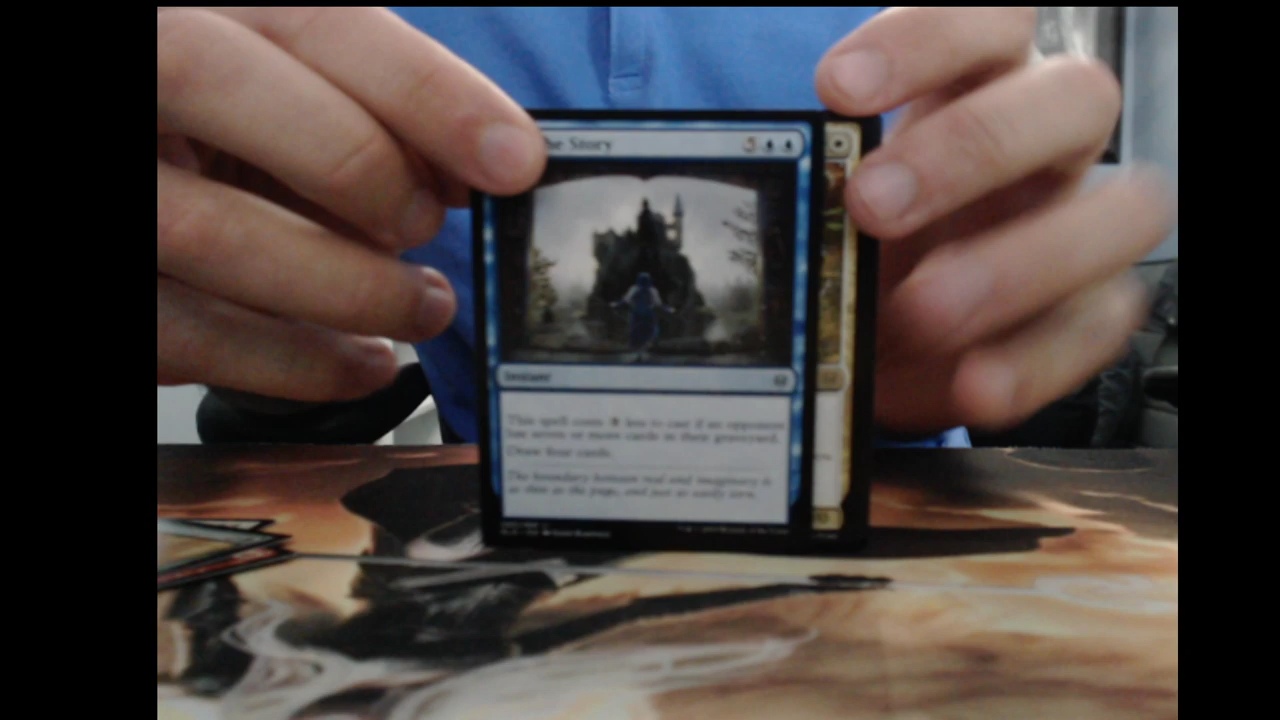 he Story
Instant
This spell costs less to cast if an opponent
has seven or more cards in their graveyard.
Draw four cards.
The boundary between real and imaginary is
as thin as the page, and just as easily torn.